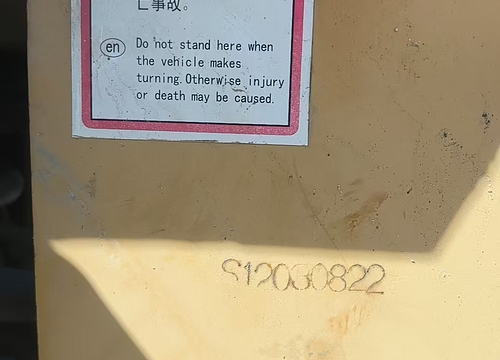 亡事故。
en Do not stand here when
the vehicle makes
turning.Otherwise injury
or death may be caused.
S12030822